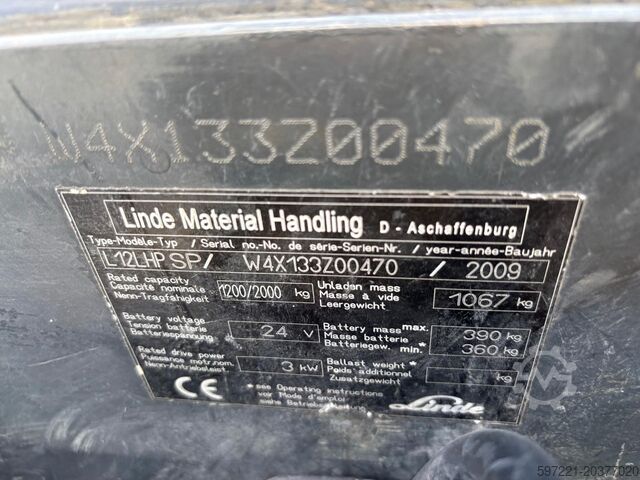 W4X133Z00470
Linde Material Handling D - Aschaffenburg
Type-Modèle-Typ / Serial no.-No. de série-Serien-Nr. / year-année-Baujahr
L12LHP SP/ W4X133Z00470 / 2009
Rated capacity
Capacité nominale 1200/2000 kg
Nenn-Tragfähigkeit
Unladen mass
Masse à vide 1067 kg
Leergewicht
Battery voltage
Tension batterie 24 V
Batteriespannung
Battery mass max. 390 kg
Masse batterie *
Batteriegew. min. 360 kg
Rated drive power
Puissance motr.nom. 3 kW
Nenn-Antriebsleist
Ballast weight *
Poids additionnel kg
Zusatzgewicht
CE
*see Operating instructions
voir Mode d'emploi
siehe Betriebsanleitung
Linde
597221-20377020